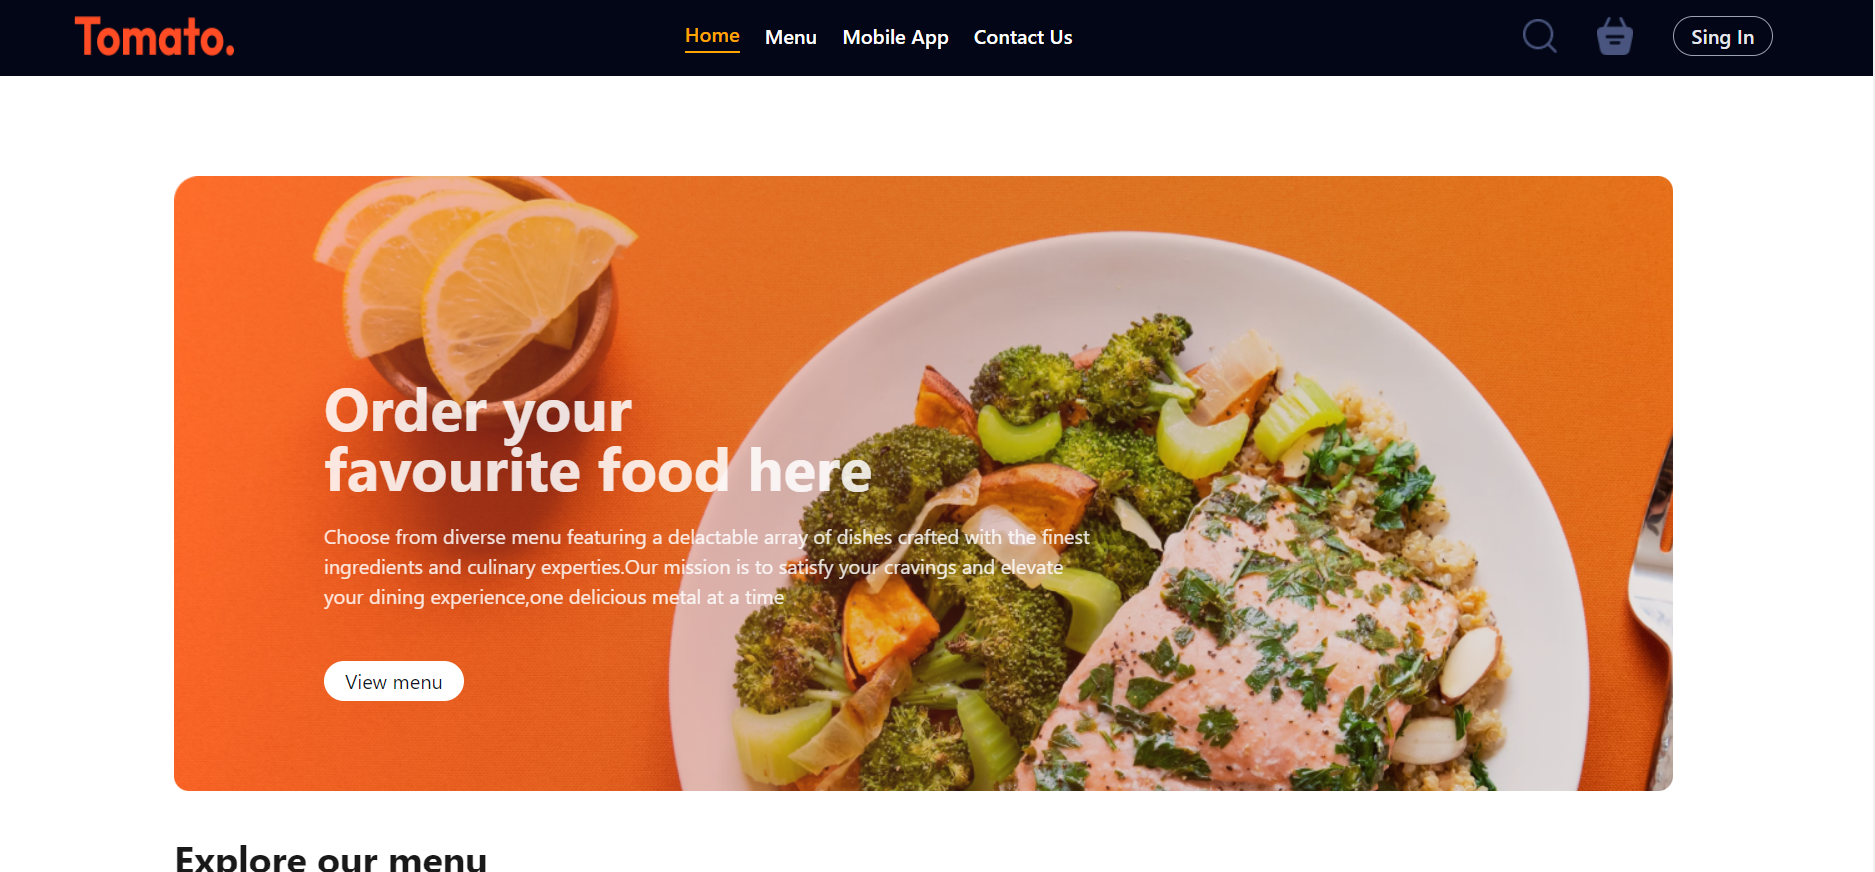 Tomato.
Home Menu Mobile App Contact Us
Sing In
Order your
favourite food here
Choose from diverse menu featuring a delactable array of dishes crafted with the finest
ingredients and culinary experties.Our mission is to satisfy your cravings and elevate
your dining experience,one delicious metal at a time
View menu
Explore our menu